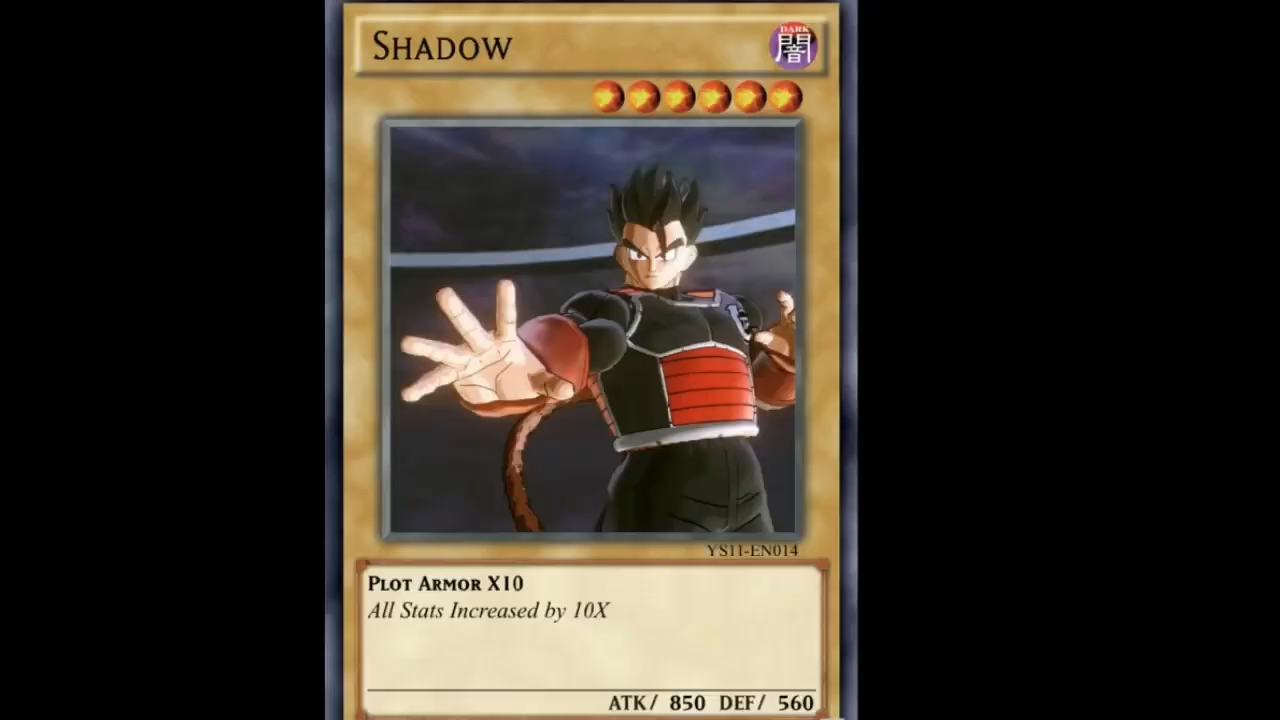 SHADOW
DARK
闇
YS11-EN014
PLOT ARMOR X10
All Stats Increased by 10X
ATK/ 850 DEF/ 560